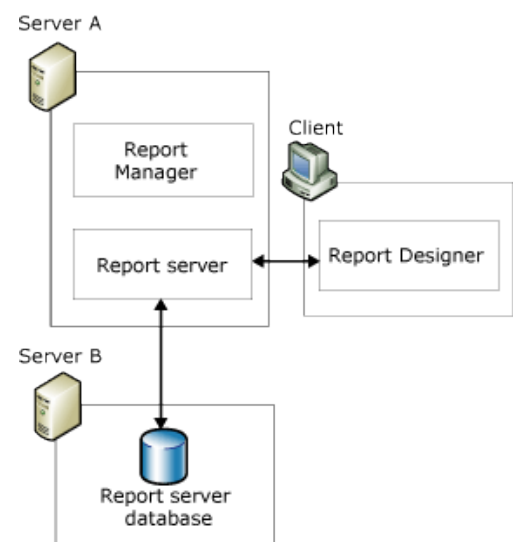 Server A
Report
Manager
Client
Report server
Report Designer
Server B
Report server
database